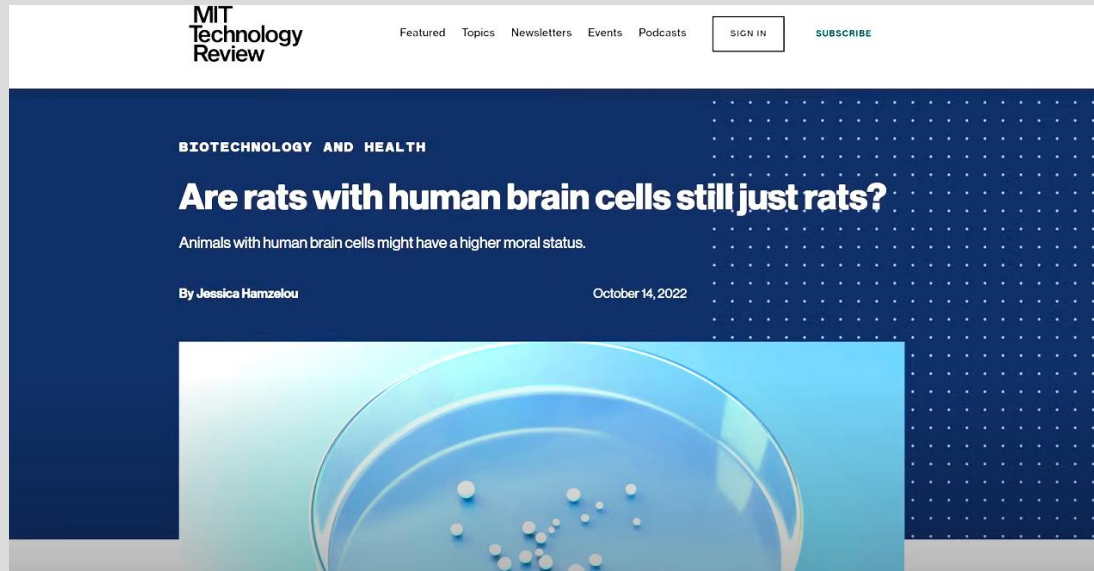 MIT
Technology
Review
Featured Topics Newsletters Events Podcasts SIGN IN SUBSCRIBE
BIOTECHNOLOGY AND HEALTH
Are rats with human brain cells still just rats?
Animals with human brain cells might have a higher moral status.
By Jessica Hamzelou October 14, 2022